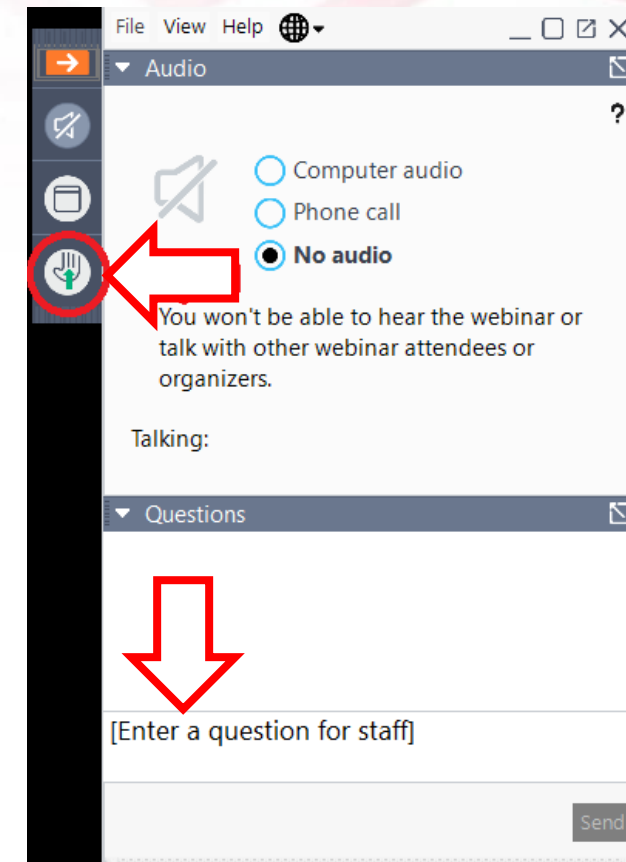 File View Help
Audio
?
Computer audio
Phone call
No audio
You won't be able to hear the webinar or
talk with other webinar attendees or
organizers.
Talking:
Questions
[Enter a question for staff]
Send